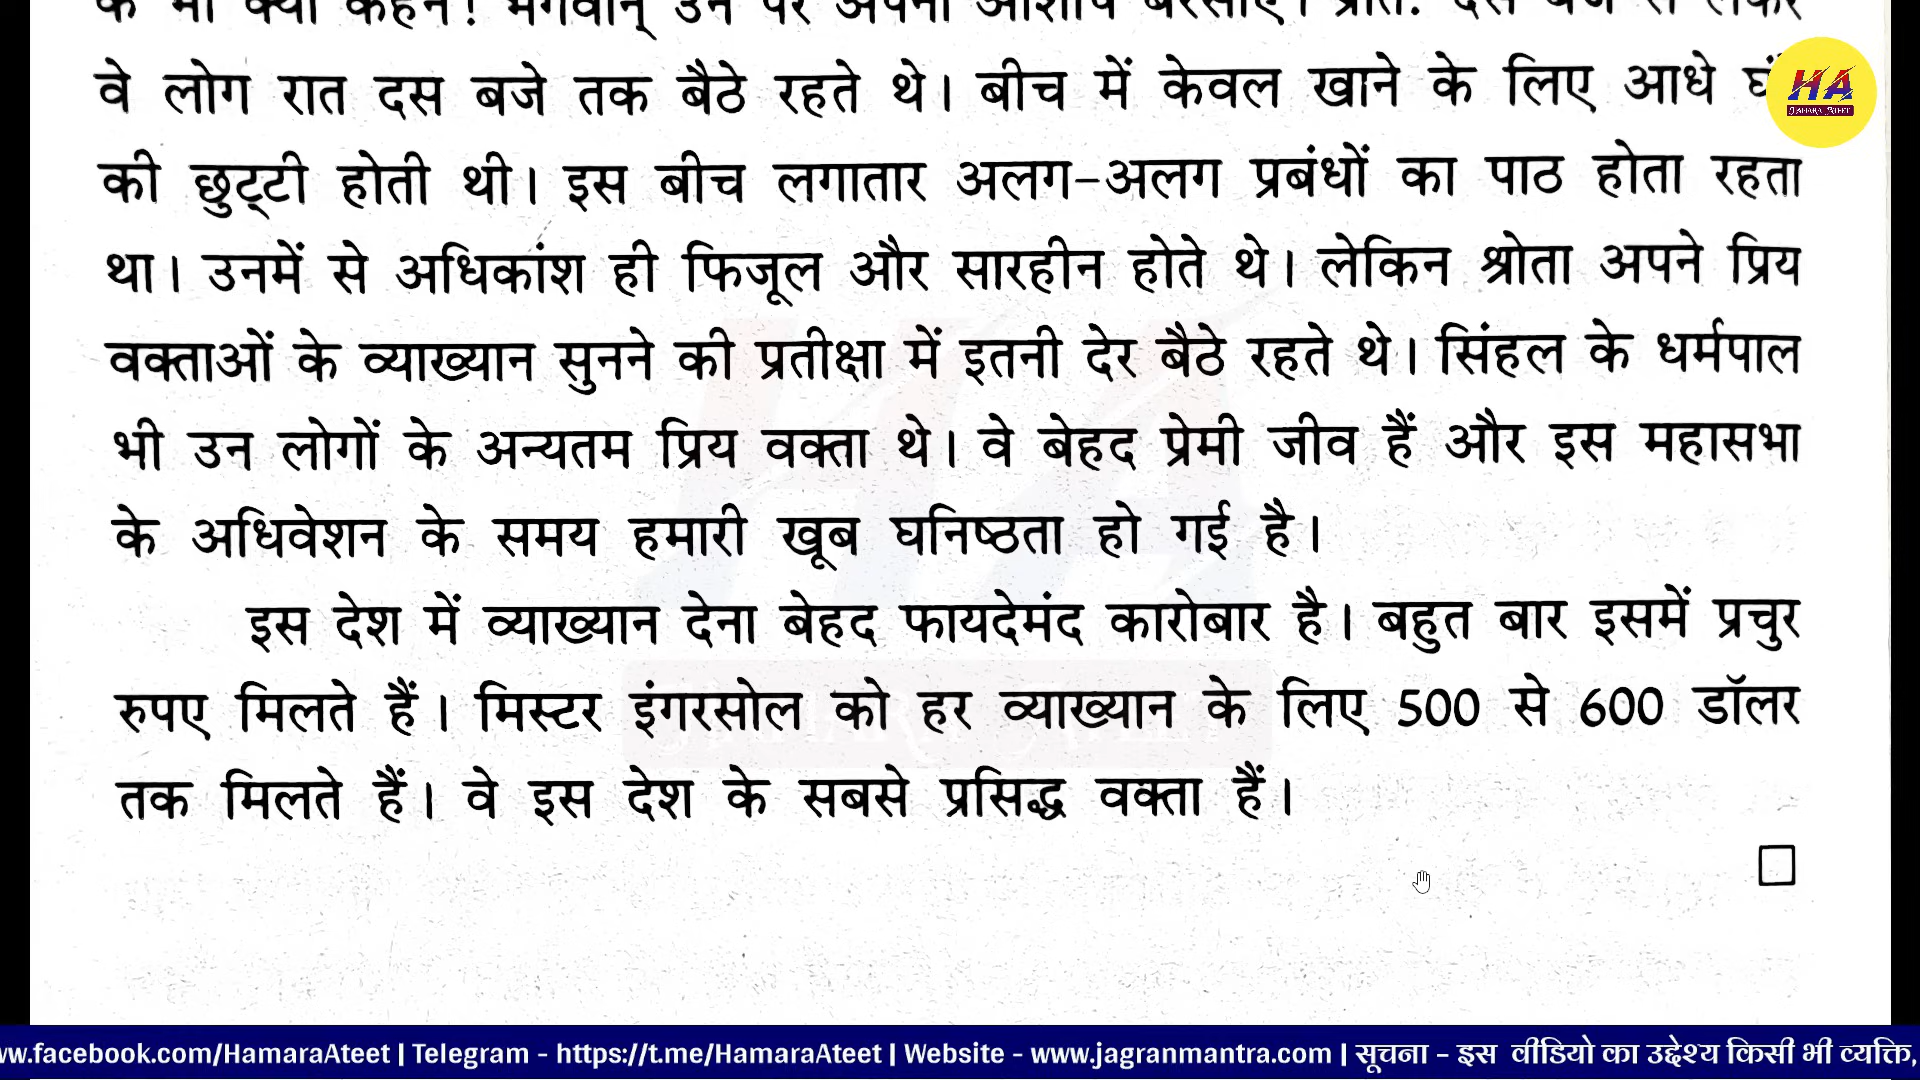 वे लोग रात दस बजे तक बैठे रहते थे। बीच में केवल खाने के लिए आधे
HA
HAMARA ATEET
की छुट्टी होती थी। इस बीच लगातार अलग-अलग प्रबंधों का पाठ होता रहता
था। उनमें से अधिकांश ही फिजूल और सारहीन होते थे। लेकिन श्रोता अपने प्रिय
वक्ताओं के व्याख्यान सुनने की प्रतीक्षा में इतनी देर बैठे रहते थे। सिंहल के धर्मपाल
भी उन लोगों के अन्यतम प्रिय वक्ता थे। वे बेहद प्रेमी जीव हैं और इस महासभा
के अधिवेशन के समय हमारी खूब घनिष्ठता हो गई है।
इस देश में व्याख्यान देना बेहद फायदेमंद कारोबार है। बहुत बार इसमें प्रचुर
रुपए मिलते हैं। मिस्टर इंगरसोल को हर व्याख्यान के लिए 500 से 600 डॉलर
तक मिलते हैं। वे इस देश के सबसे प्रसिद्ध वक्ता हैं।
ww.facebook.com/HamaraAteet | Telegram - https://t.me/HamaraAteet | Website - www.jagranmantra.com | सूचना - इस वीडियो का उद्देश्य किसी भी व्यक्ति,